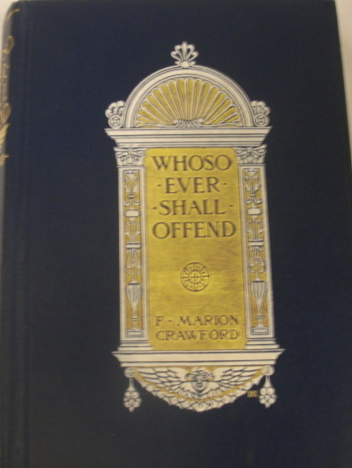 WHOSO
·EVER·
·SHALL·
OFFEND
F·MARION
CRAWFORD